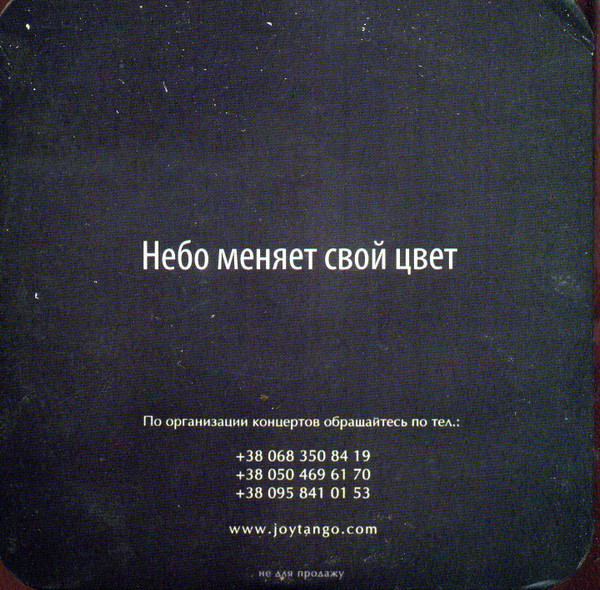 Небо меняет свой цвет
По организации концертов обрашайтесь по тел.:
+38 068 350 84 19
+38 050 469 61 70
+38 095 841 01 53
www.joytango.com
не для продажу